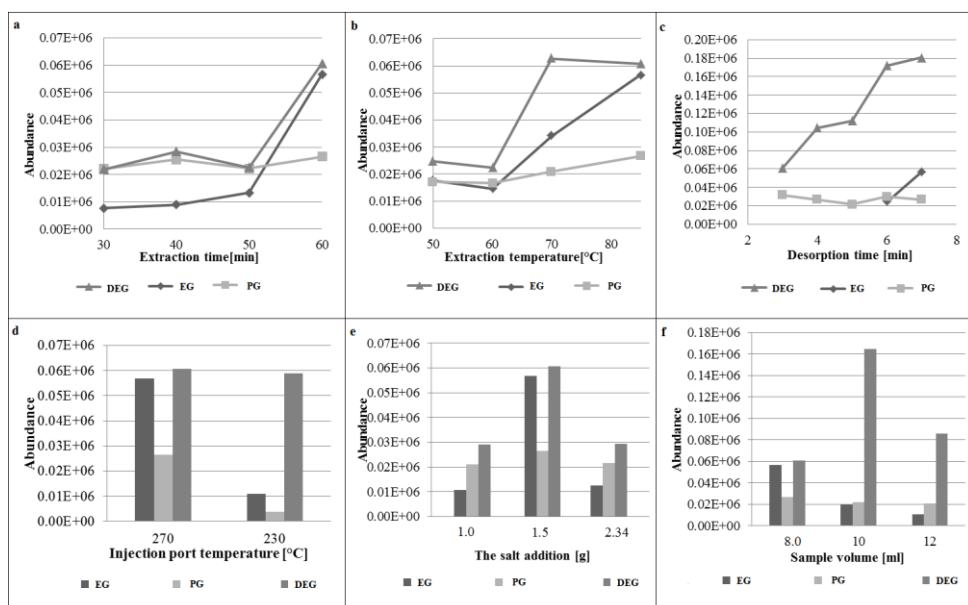 a
0.07E+06
0.06E+06
0.05E+06
0.04E+06
0.03E+06
0.02E+06
0.01E+06
0.00E+00
Abundance
30 40 50 60
Extraction time[min]
DEG EG PG
b
0.07E+06
0.06E+06
0.05E+06
0.04E+06
0.03E+06
0.02E+06
0.01E+06
0.00E+00
Abundance
50 60 70 80
Extraction temperature[°C]
DEG EG PG
c
0.20E+06
0.18E+06
0.16E+06
0.14E+06
0.12E+06
0.10E+06
0.08E+06
0.06E+06
0.04E+06
0.02E+06
0.00E+00
Abundance
2 4 6 8
Desorption time [min]
DEG EG PG
d
0.07E+06
0.06E+06
0.05E+06
0.04E+06
0.03E+06
0.02E+06
0.01E+06
0.00E+00
Abundance
270 230
Injection port temperature [°C]
EG PG DEG
e
0.07E+06
0.06E+06
0.05E+06
0.04E+06
0.03E+06
0.02E+06
0.01E+06
0.00E+00
Abundance
1.0 1.5 2.34
The salt addition [g]
EG PG DEG
f
0.18E+06
0.16E+06
0.14E+06
0.12E+06
0.10E+06
0.08E+06
0.06E+06
0.04E+06
0.02E+06
0.00E+00
Abundance
8.0 10 12
Sample volume [ml]
EG PG DEG